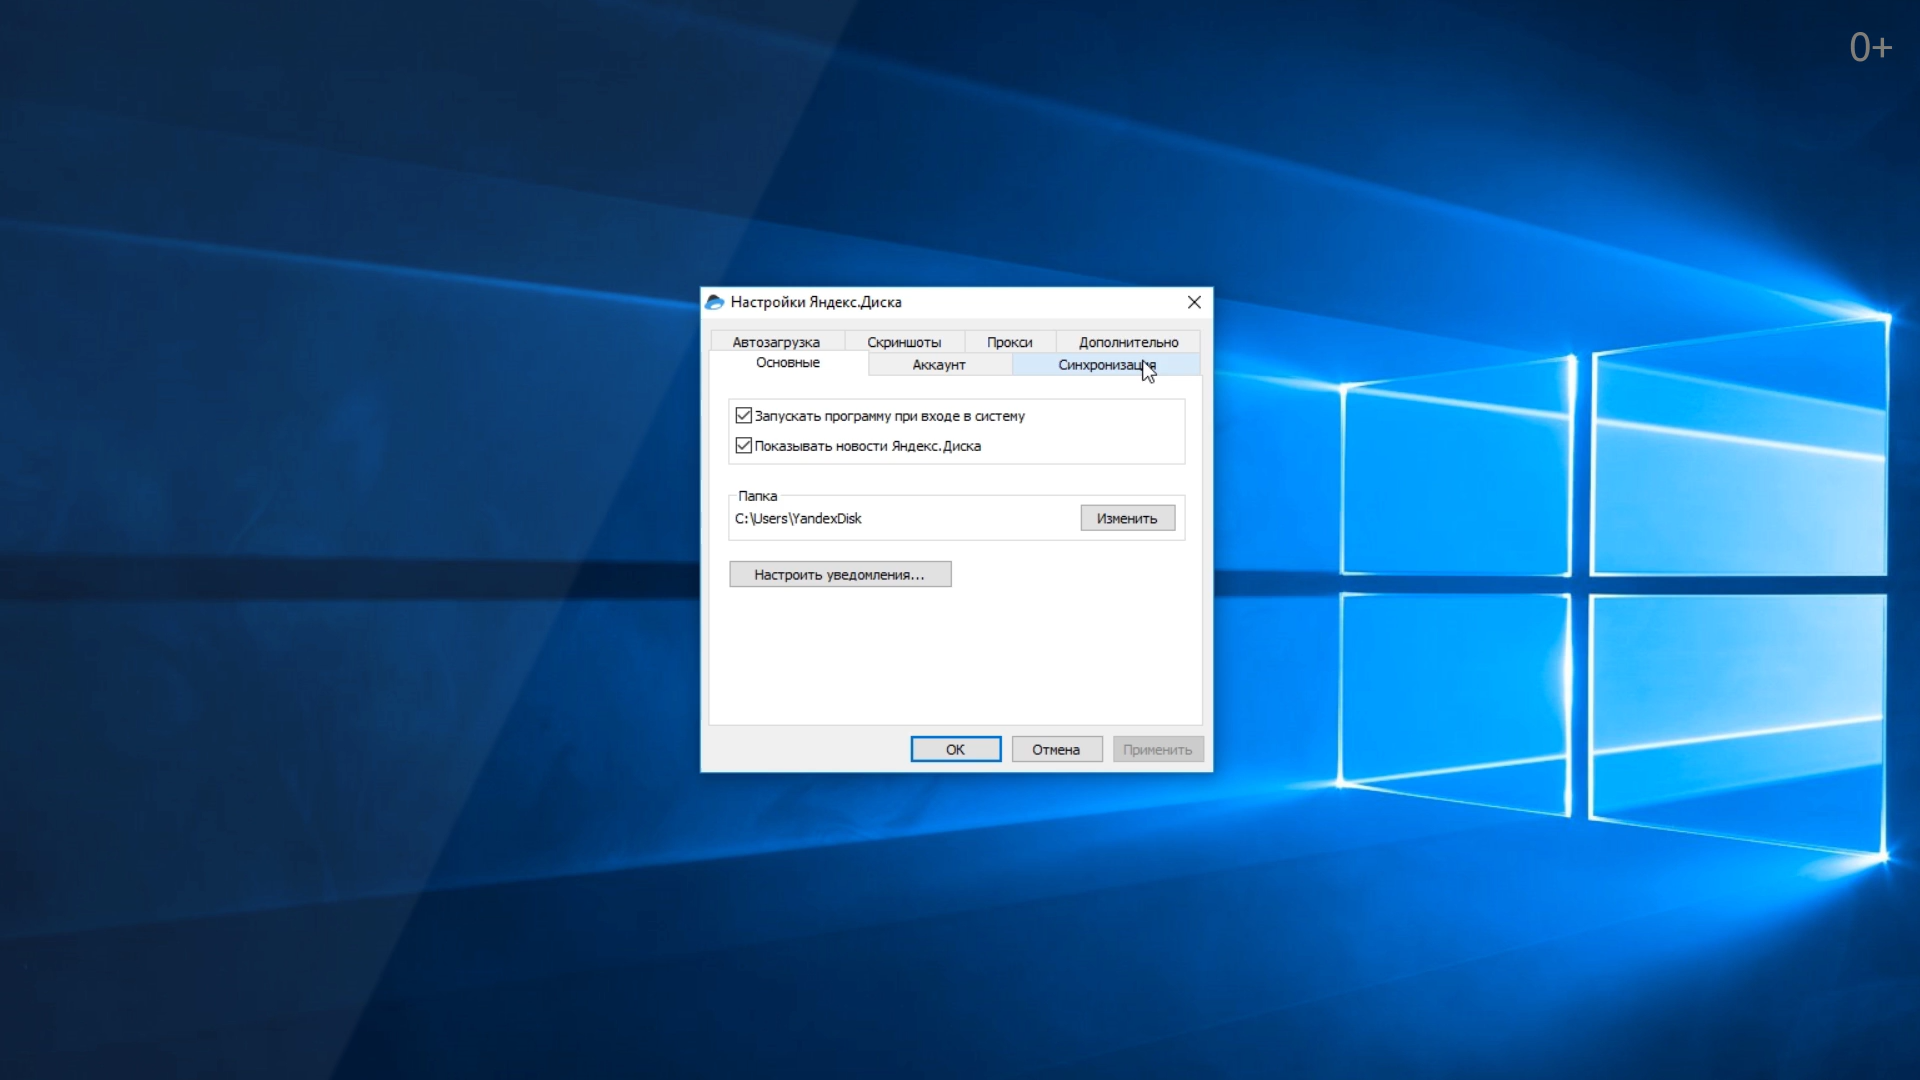 0+
Настройки Яндекс.Диска
Автозагрузка Скриншоты Прокси Дополнительно
Основные Аккаунт Синхронизация
Запускать программу при входе в систему
Показывать новости Яндекс.Диска
Папка
C:\Users\YandexDisk Изменить
Настроить уведомления...
OK Отмена Применить